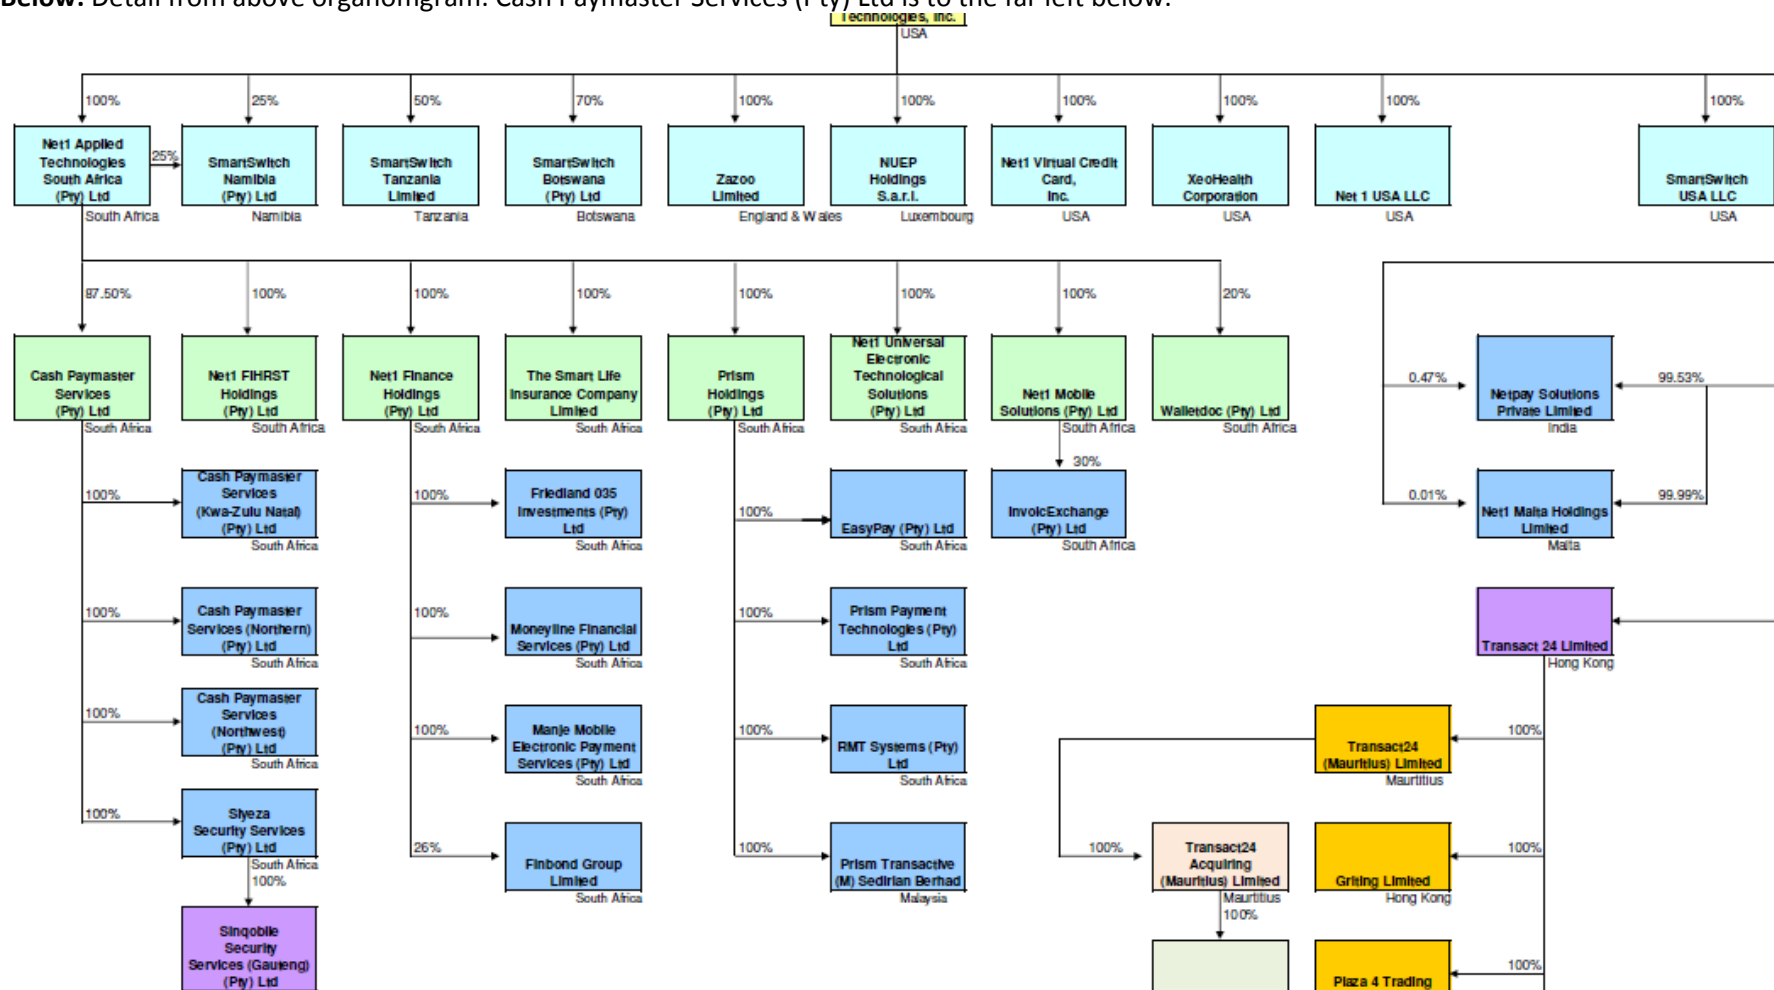 Below: Detail from above organomgram. Cash Paymaster Services (Pty) Ltd is to the far left below.
Technologies, Inc.
USA
100%
25%
50%
70%
100%
100%
100%
100%
100%
100%
Net1 Applied
Technologies
South Africa
(Pty) Ltd
South Africa
25%
SmartSwitch
Namibia
(Pty) Ltd
Namibia
SmartSwitch
Tanzania
Limited
Tanzania
SmartSwitch
Botswana
(Pty) Ltd
Botswana
Zazoo
Limited
England & Wales
NUEP
Holdings
S.a.r.l.
Luxembourg
Net1 Virtual Credit
Card,
Inc.
USA
XeoHealth
Corporation
USA
Net 1 USA LLC
USA
SmartSwitch
USA LLC
USA
87.50%
100%
100%
100%
100%
100%
100%
20%
Cash Paymaster
Services
(Pty) Ltd
South Africa
Net1 FIHRST
Holdings
(Pty) Ltd
South Africa
Net1 Finance
Holdings
(Pty) Ltd
South Africa
The Smart Life
Insurance Company
Limited
South Africa
Prism
Holdings
(Pty) Ltd
South Africa
Net1 Universal
Electronic
Technological
Solutions
(Pty) Ltd
South Africa
Net1 Mobile
Solutions (Pty) Ltd
South Africa
Walletdoc (Pty) Ltd
South Africa
0.47%
Netpay Solutions
Private Limited
India
99.53%
100%
Cash Paymaster
Services
(Kwa-Zulu Natal)
(Pty) Ltd
South Africa
100%
Friedland 035
Investments (Pty)
Ltd
South Africa
100%
EasyPay (Pty) Ltd
South Africa
30%
InvoicExchange
(Pty) Ltd
South Africa
0.01%
Net1 Malta Holdings
Limited
Malta
99.99%
100%
Cash Paymaster
Services (Northern)
(Pty) Ltd
South Africa
100%
Moneyline Financial
Services (Pty) Ltd
South Africa
100%
Prism Payment
Technologies (Pty)
Ltd
South Africa
Transact 24 Limited
Hong Kong
100%
Cash Paymaster
Services
(Northwest)
(Pty) Ltd
South Africa
100%
Manje Mobile
Electronic Payment
Services (Pty) Ltd
South Africa
100%
RMT Systems (Pty)
Ltd
South Africa
Transact24
(Mauritius) Limited
Maurtitius
100%
100%
Siyeza
Security Services
(Pty) Ltd
South Africa
100%
26%
Finbond Group
Limited
South Africa
100%
Prism Transactive
(M) Sedirian Berhad
Malaysia
100%
Transact24
Acquiring
(Mauritius) Limited
Maurtitius
100%
Griting Limited
Hong Kong
100%
Sinqobile
Security
Services (Gauteng)
(Pty) Ltd
Plaza 4 Trading
100%